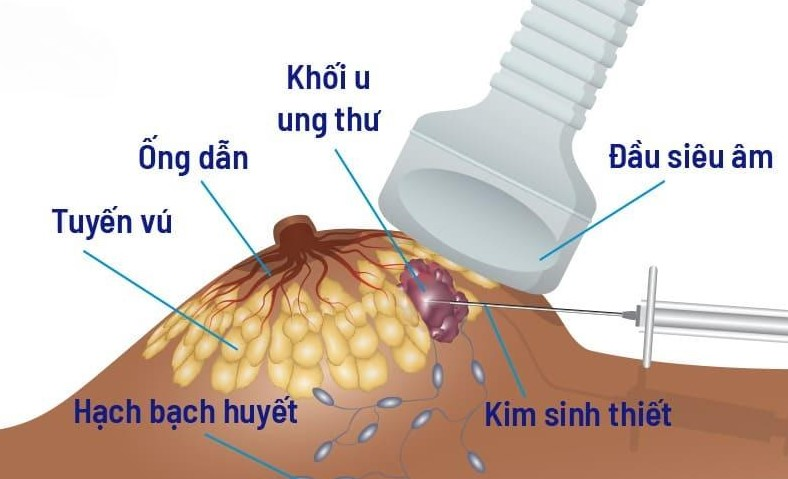 Khối u
ung thư
Ống dẫn
Đầu siêu âm
Tuyến vú
Hạch bạch huyết
Kim sinh thiết